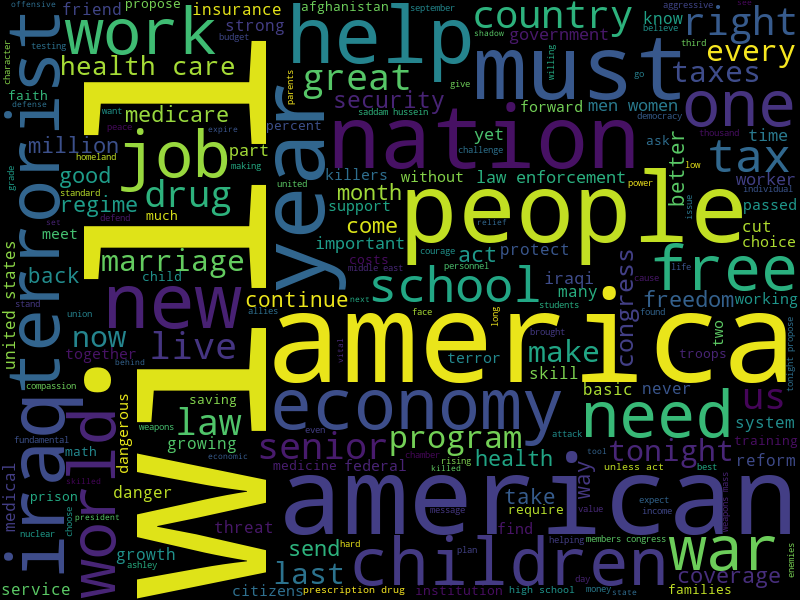 offensive
friend
propose
insurance
afghanistan
september
country
know
aggressive
right
work
strong
budget
help
shadow
government
believe
third
every
health care
great
must
taxes
testing
terrorist
will
medicare
parents
security
willing
go
one
faith
defense
want
peace
expire
percent
saddam hussein
forward
men women
democracy
give
million
job
part
year
nation
yet
challenge
ask
thousand
time
tax
homeland
making
killers
without
law enforcement
power
low
worker
good
drug
month
people
better
individual
grade
standard
regime
set
defend
much
united
support
issue
passed
meet
come
relief
cut
choice
character
marriage
important
courage
act
protect
free
back
child
costs
middle east
personnel
iraqi
congress
cause
life
united states
new
continue
next
school
many
students
freedom
working
stand
union
allies
face
long
brought
troops
found
now
live
america
make
two
together
behind
vital
terror
skill
tonight propose
compassion
saving
economy
basic
never
us
iraq
world
dangerous
weapons
law
need
system
fundamental
growing
even
attack
program
tonight
training
math
economic
senior
chamber
tool
medical
skilled
medicine
federal
rising
killed
health
way
unless act
best
reform
prison
choose
danger
american
take
expect
income
weapons mass
president
message
require
value
nuclear
threat
find
war
growth
send
hard
children
helping
members congress
enemies
ashley
last
plan
day
coverage
service
citizens
prescription drug
institution
high school
money
state
families